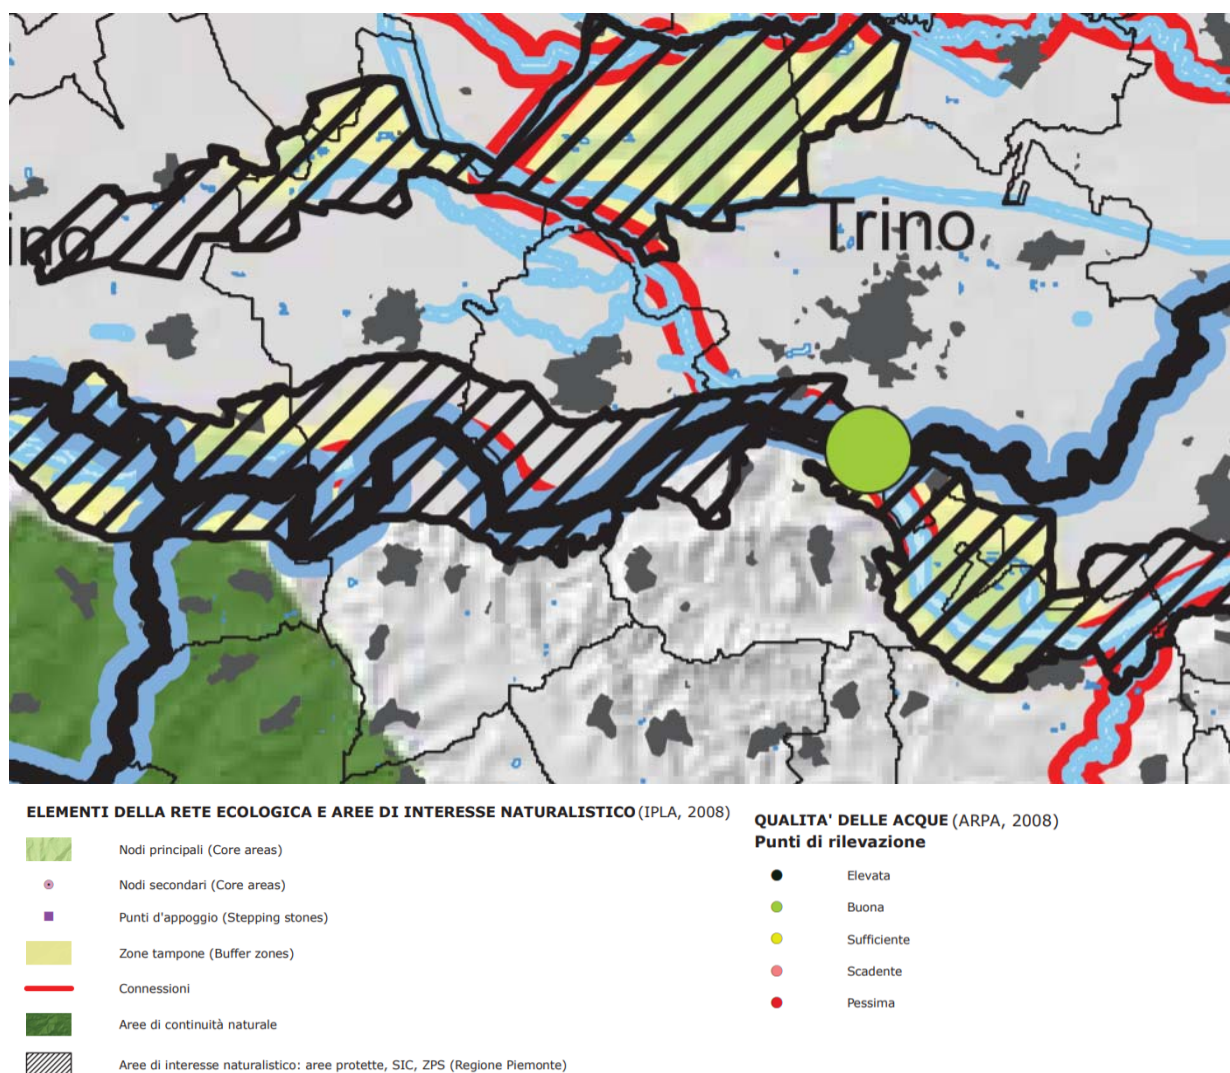 Trino
ino
ELEMENTI DELLA RETE ECOLOGICA E AREE DI INTERESSE NATURALISTICO (IPLA, 2008)
Nodi principali (Core areas)
Nodi secondari (Core areas)
Punti d'appoggio (Stepping stones)
Zone tampone (Buffer zones)
Connessioni
Aree di continuità naturale
Aree di interesse naturalistico: aree protette, SIC, ZPS (Regione Piemonte)
QUALITA' DELLE ACQUE (ARPA, 2008)
Punti di rilevazione
Elevata
Buona
Sufficiente
Scadente
Pessima